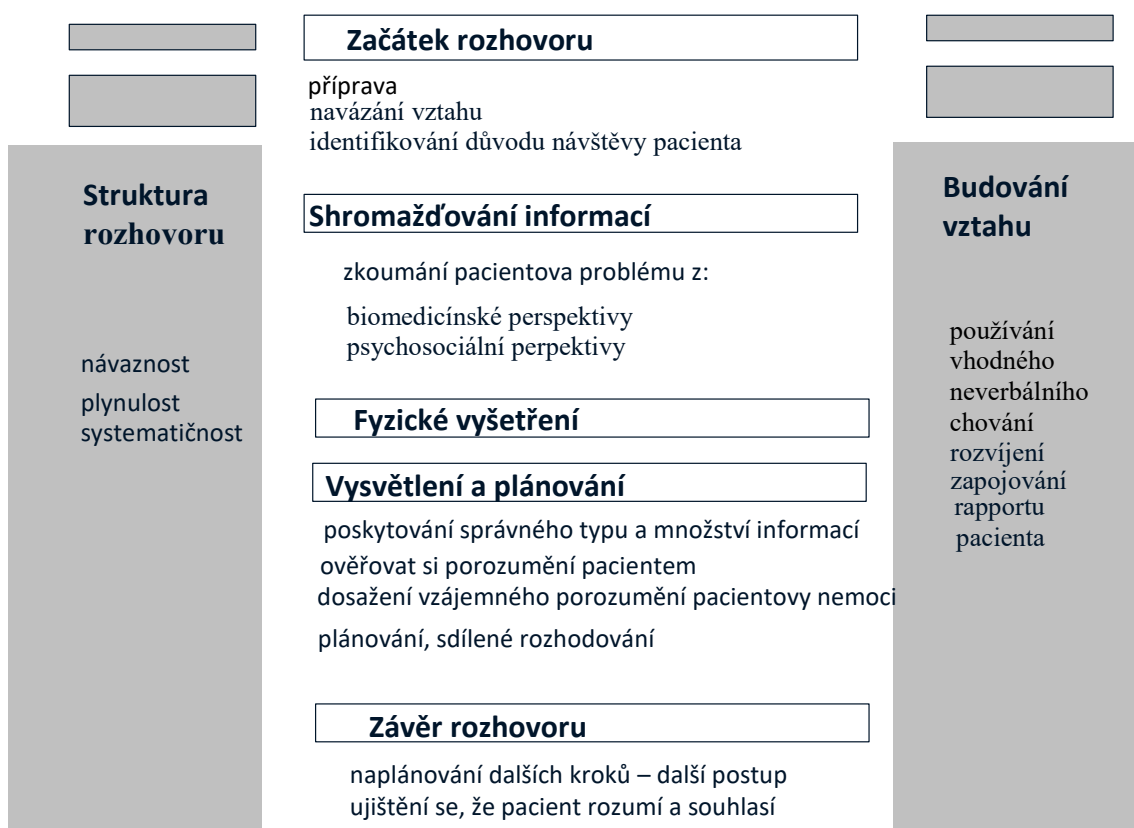 Začátek rozhovoru
příprava
navázání vztahu
identifikování důvodu návštěvy pacienta
Struktura
rozhovoru
návaznost
plynulost
systematičnost
Shromažďování informací
zkoumání pacientova problému z:
biomedicínské perspektivy
psychosociální perpektivy
Fyzické vyšetření
Vysvětlení a plánování
poskytování správného typu a množství informací
ověřovat si porozumění pacientem
dosažení vzájemného porozumění pacientovy nemoci
plánování, sdílené rozhodování
Závěr rozhovoru
naplánování dalších kroků – další postup
ujištění se, že pacient rozumí a souhlasí
Budování
vztahu
používání
vhodného
neverbálního
chování
rozvíjení
zapojování
rapportu
pacienta